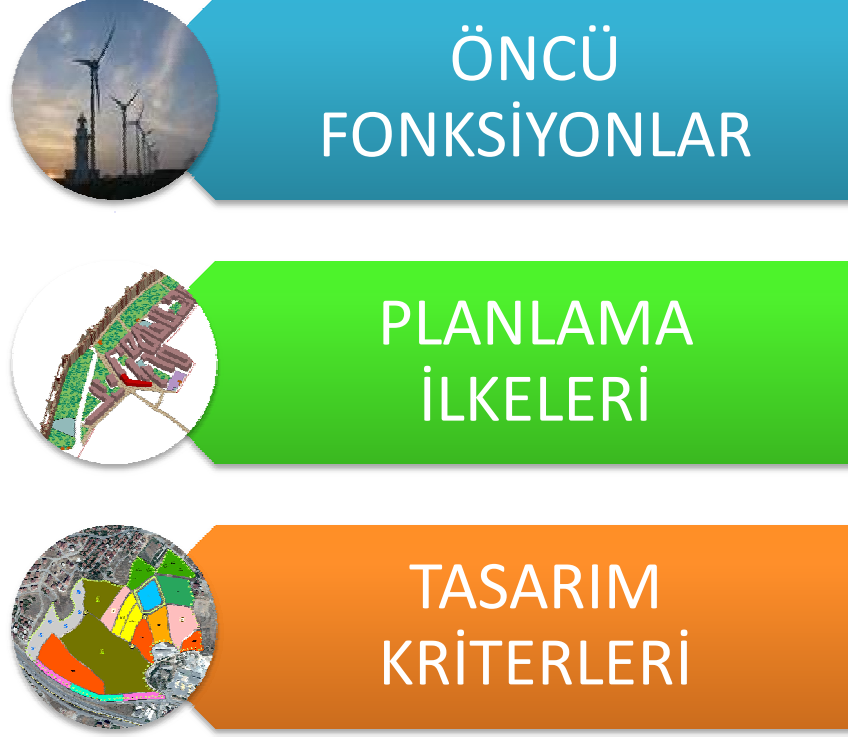 ÖNCÜ
FONKSİYONLAR
PLANLAMA
İLKELERİ
TASARIM
KRİTERLERİ